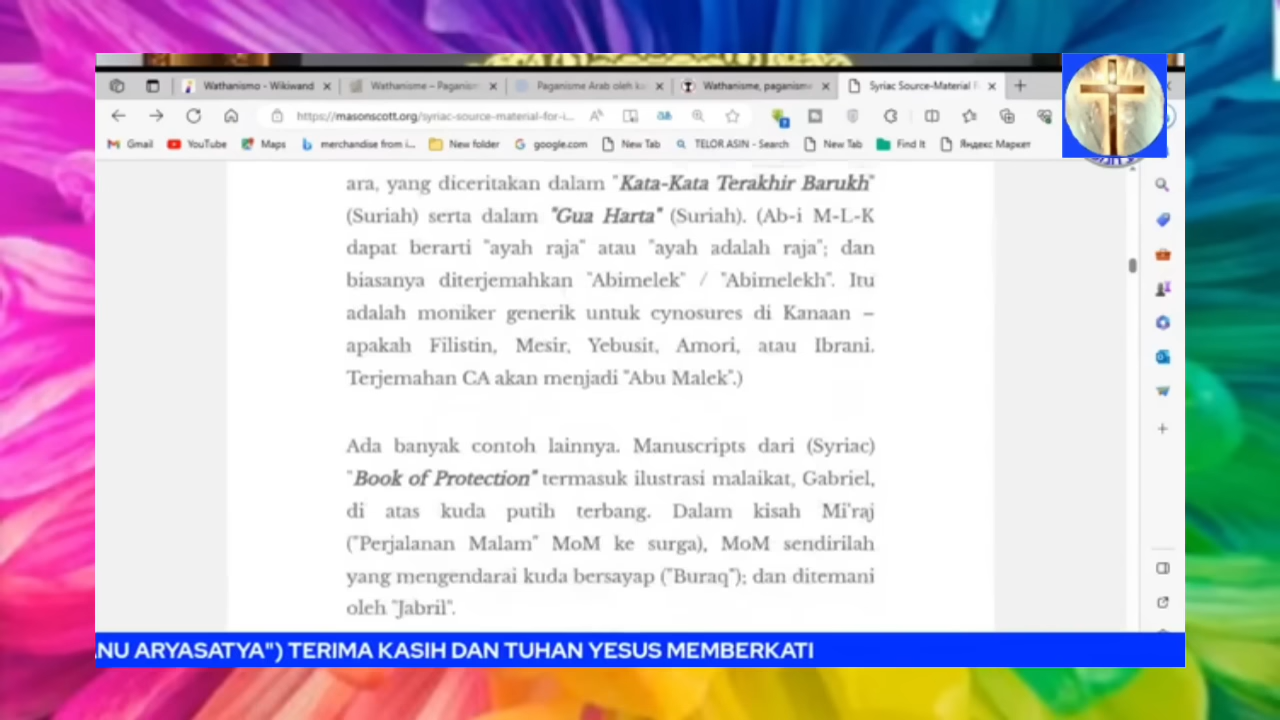 Wathanismo - Wikiwand
Wathanisme – Paganism
Paganisme Arab oleh k
Wathanisme, paganism
Syriac Source-Material F
https://masonscott.org/syriac-source-material-for-i...
Gmail
YouTube
Maps
merchandise from i...
New folder
google.com
New Tab
TELOR ASIN - Search
New Tab
Find It
Яндекс Маркет
ara, yang diceritakan dalam "Kata-Kata Terakhir Barukh"
(Suriah) serta dalam "Gua Harta" (Suriah). (Ab-i M-L-K
dapat berarti "ayah raja" atau "ayah adalah raja"; dan
biasanya diterjemahkan "Abimelek" / "Abimelekh". Itu
adalah moniker generik untuk cynosures di Kanaan –
apakah Filistin, Mesir, Yebusit, Amori, atau Ibrani.
Terjemahan CA akan menjadi "Abu Malek".)
Ada banyak contoh lainnya. Manuscripts dari (Syriac)
"Book of Protection" termasuk ilustrasi malaikat, Gabriel,
di atas kuda putih terbang. Dalam kisah Mi'raj
("Perjalanan Malam" MoM ke surga), MoM sendirilah
yang mengendarai kuda bersayap ("Buraq"); dan ditemani
oleh "Jabril".
NU ARYASATYA") TERIMA KASIH DAN TUHAN YESUS MEMBERKATI